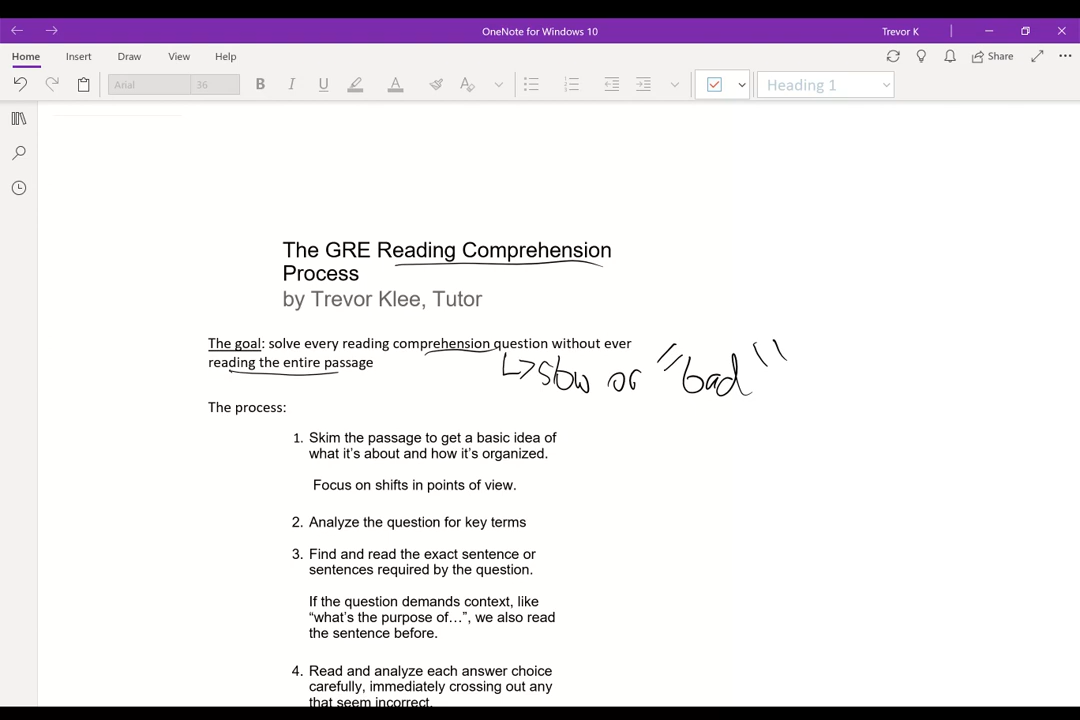 OneNote for Windows 10
Trevor K
Home Insert Draw View Help
Share
Arial 36 B I U A A Heading 1
The GRE Reading Comprehension
Process
by Trevor Klee, Tutor
The goal: solve every reading comprehension question without ever
reading the entire passage
↳ slow or "bad"
The process:
1. Skim the passage to get a basic idea of
what it's about and how it's organized.
Focus on shifts in points of view.
2. Analyze the question for key terms
3. Find and read the exact sentence or
sentences required by the question.
If the question demands context, like
“what's the purpose of…”, we also read
the sentence before.
4. Read and analyze each answer choice
carefully, immediately crossing out any
that seem incorrect.